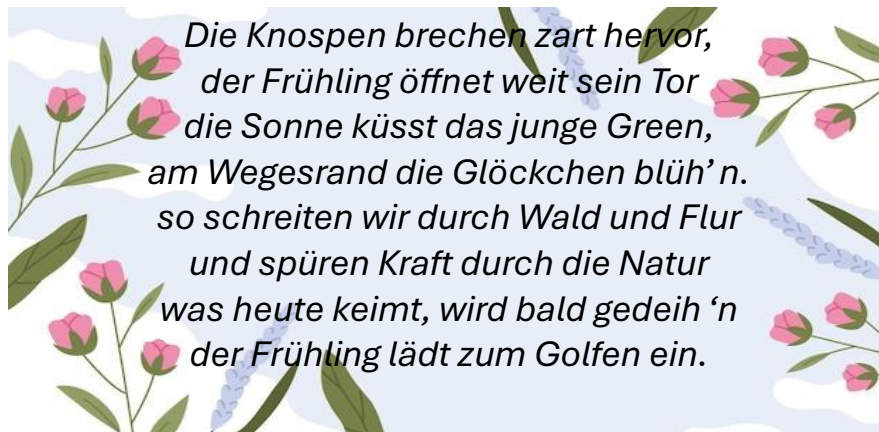 Die Knospen brechen zart hervor,
der Frühling öffnet weit sein Tor
die Sonne küsst das junge Green,
am Wegesrand die Glöckchen blüh’ n.
so schreiten wir durch Wald und Flur
und spüren Kraft durch die Natur
was heute keimt, wird bald gedeih ‘n
der Frühling lädt zum Golfen ein.